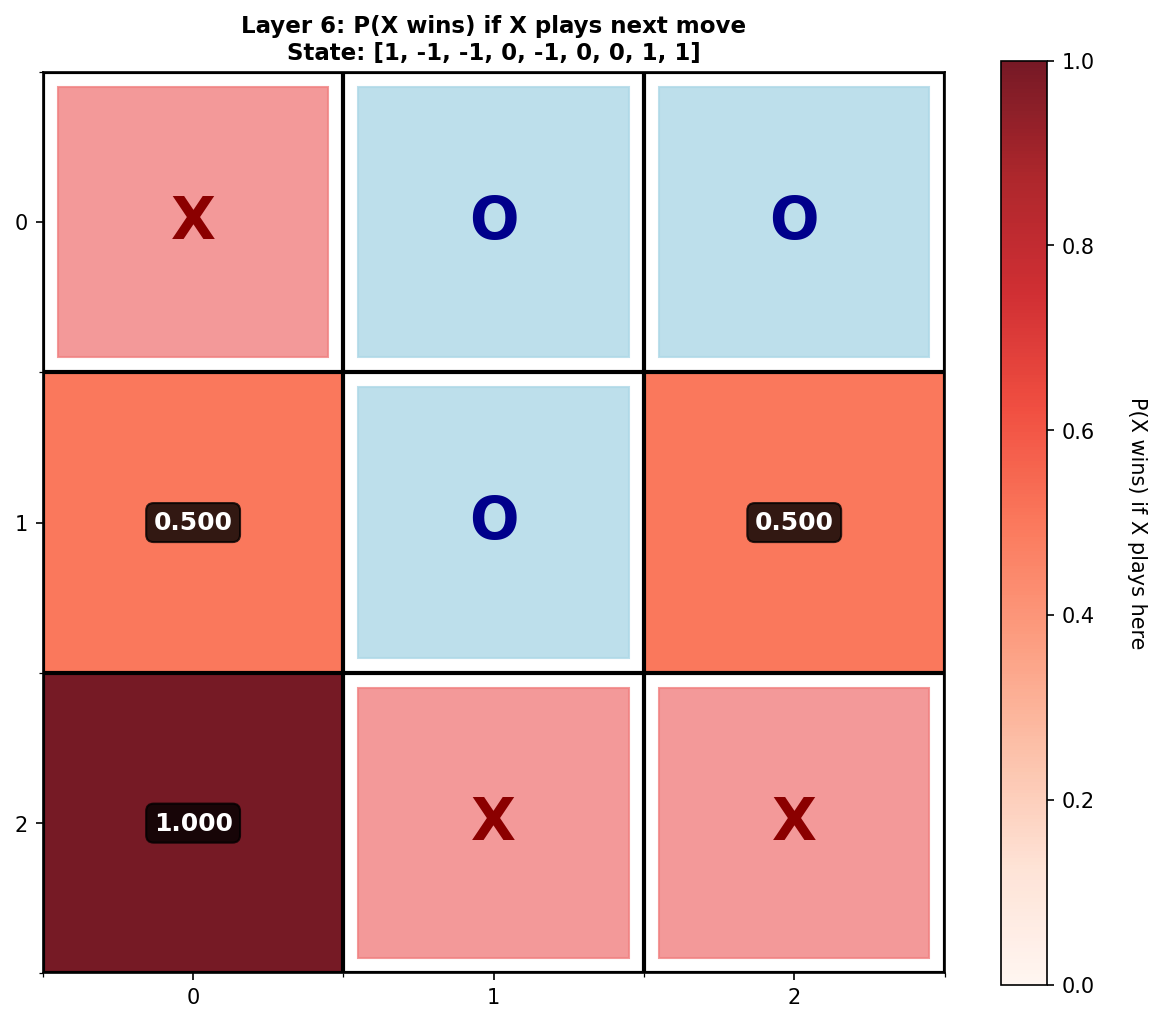 Layer 6: P(X wins) if X plays next move
State: [1, -1, -1, 0, -1, 0, 0, 1, 1]
1.0
0.8
0.6
0.4
0.2
0.0
P(X wins) if X plays here
0
X
O
O
1
0.500
O
0.500
2
1.000
X
X
0
1
2